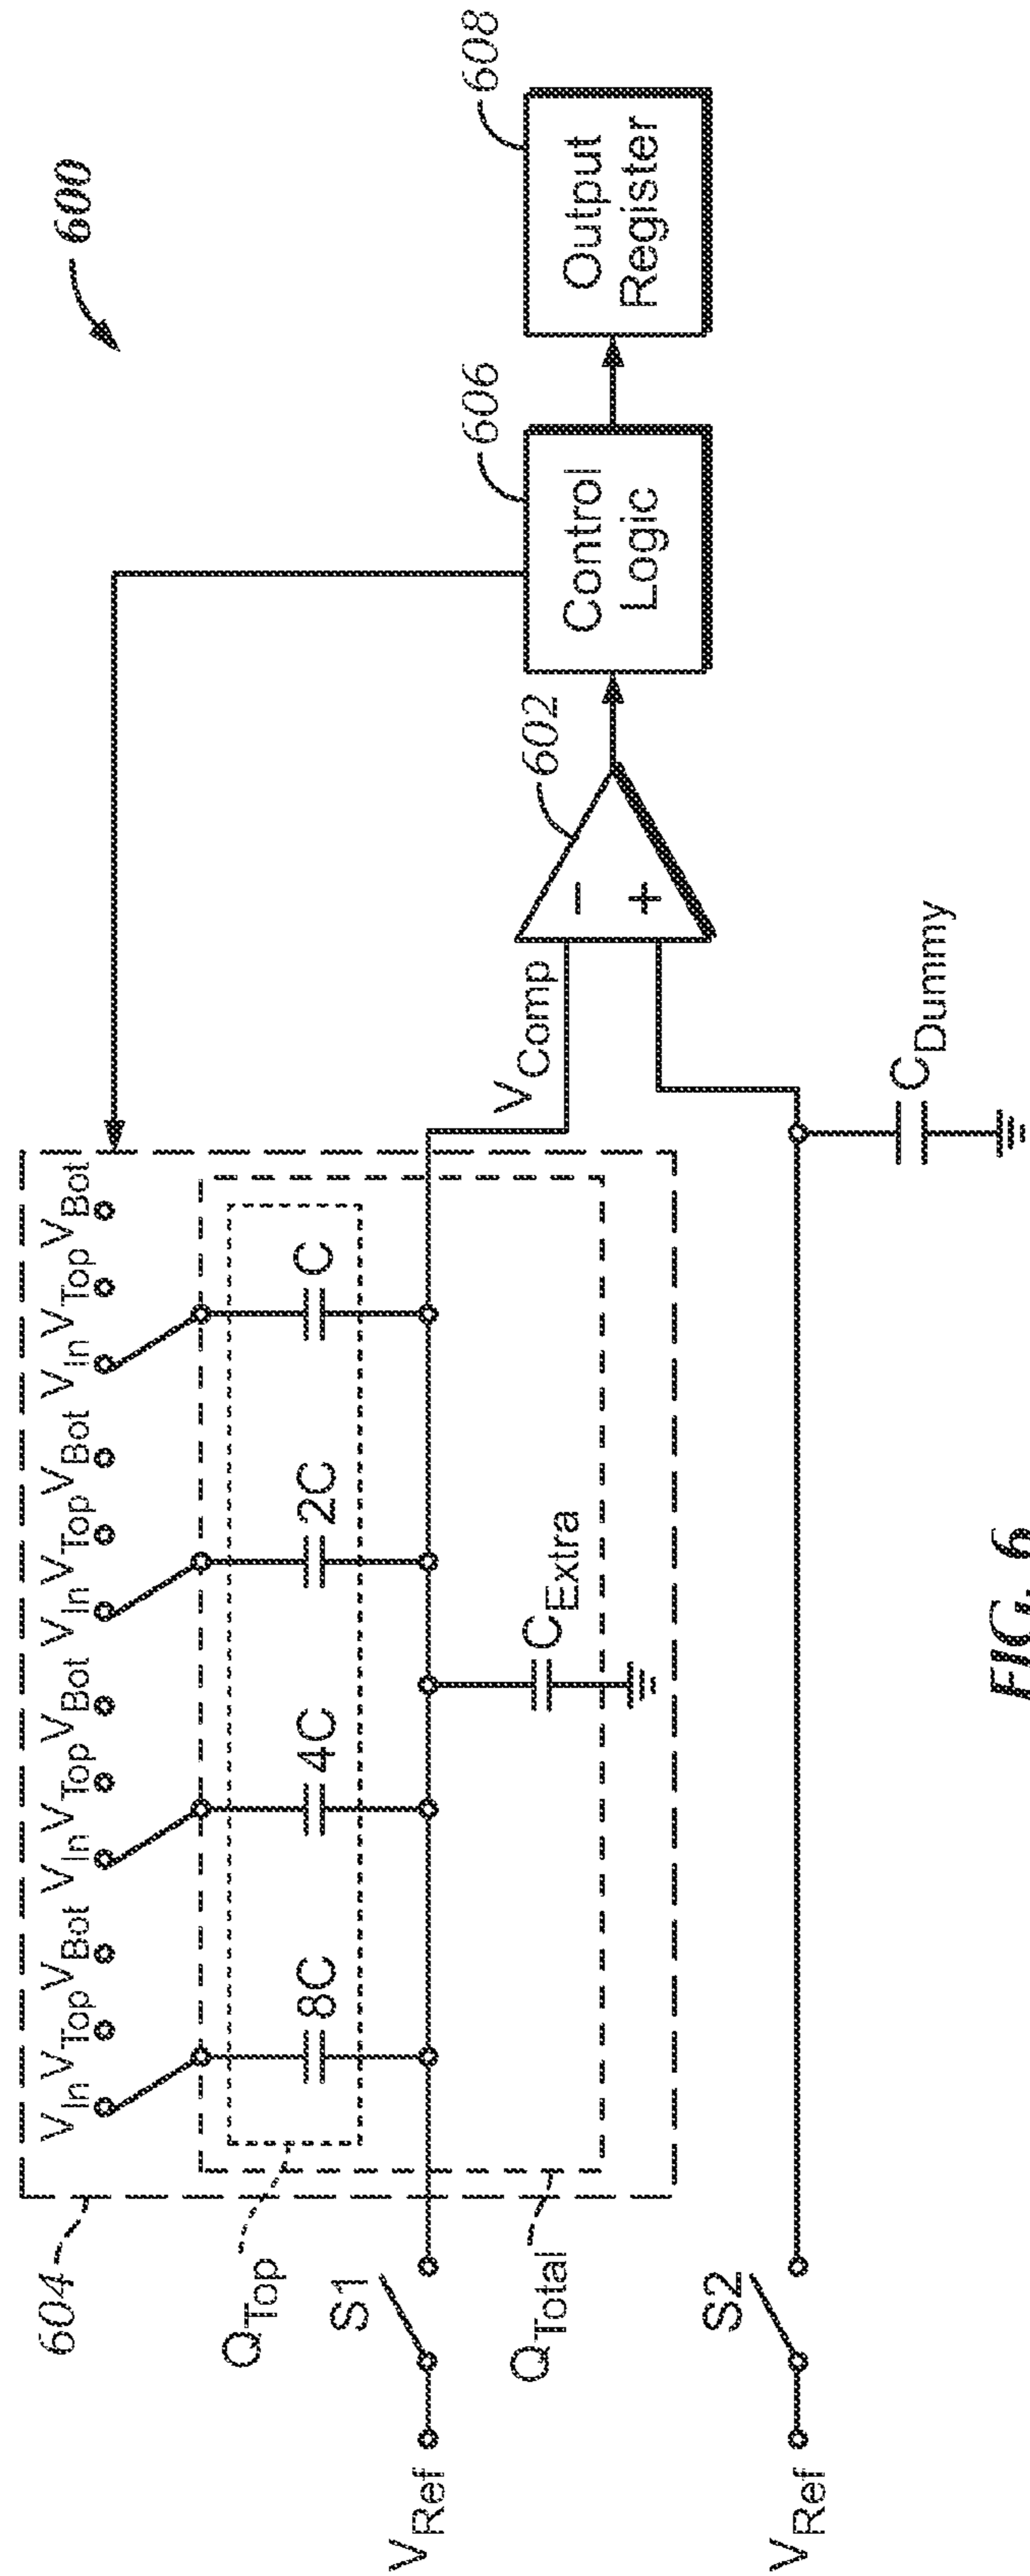 600
604
V_In V_Top V_Bot V_In V_Top V_Bot V_In V_Top V_Bot V_In V_Top V_Bot
Q_Top
8C 4C 2C C
S1
V_Ref
Q_Total
C_Extra
V_Comp
602
606
608
−
+
Control
Logic
Output
Register
S2
V_Ref
C_Dummy
FIG. 6